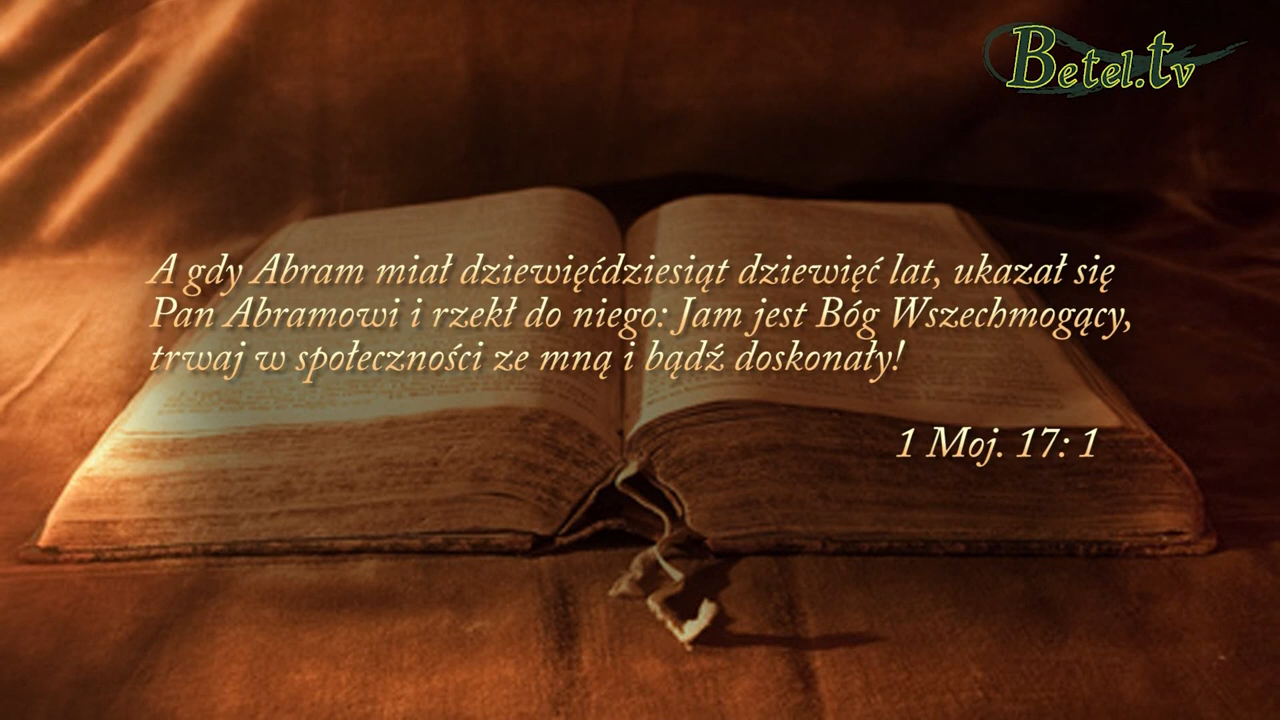 Betel.tv
A gdy Abram miał dziewięćdziesiąt dziewięć lat, ukazał się
Pan Abramowi i rzekł do niego: Jam jest Bóg Wszechmogący,
trwaj w społeczności ze mną i bądź doskonały!
1 Moj. 17: 1